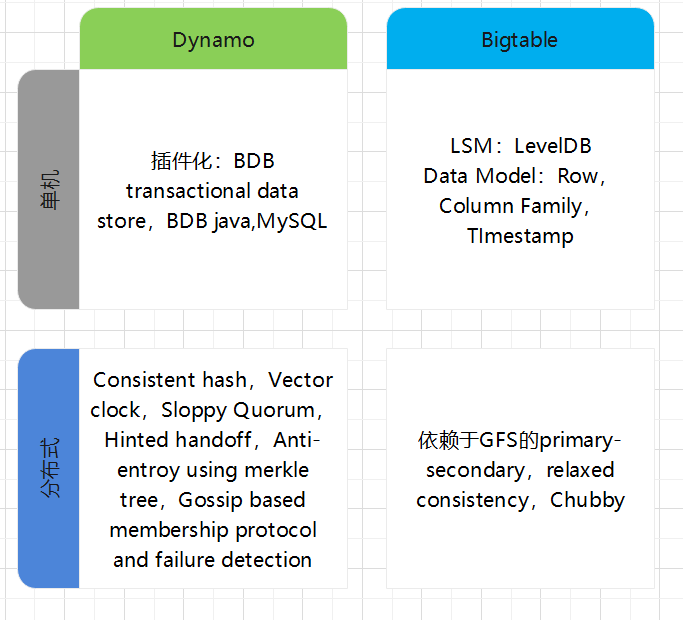 Dynamo
Bigtable
单机
插件化：BDB
transactional data
store，BDB java,MySQL
LSM：LevelDB
Data Model：Row，
Column Family，
TImestamp
分布式
Consistent hash，Vector
clock，Sloppy Quorum，
Hinted handoff，Anti-
entroy using merkle
tree，Gossip based
membership protocol
and failure detection
依赖于GFS的primary-
secondary，relaxed
consistency，Chubby